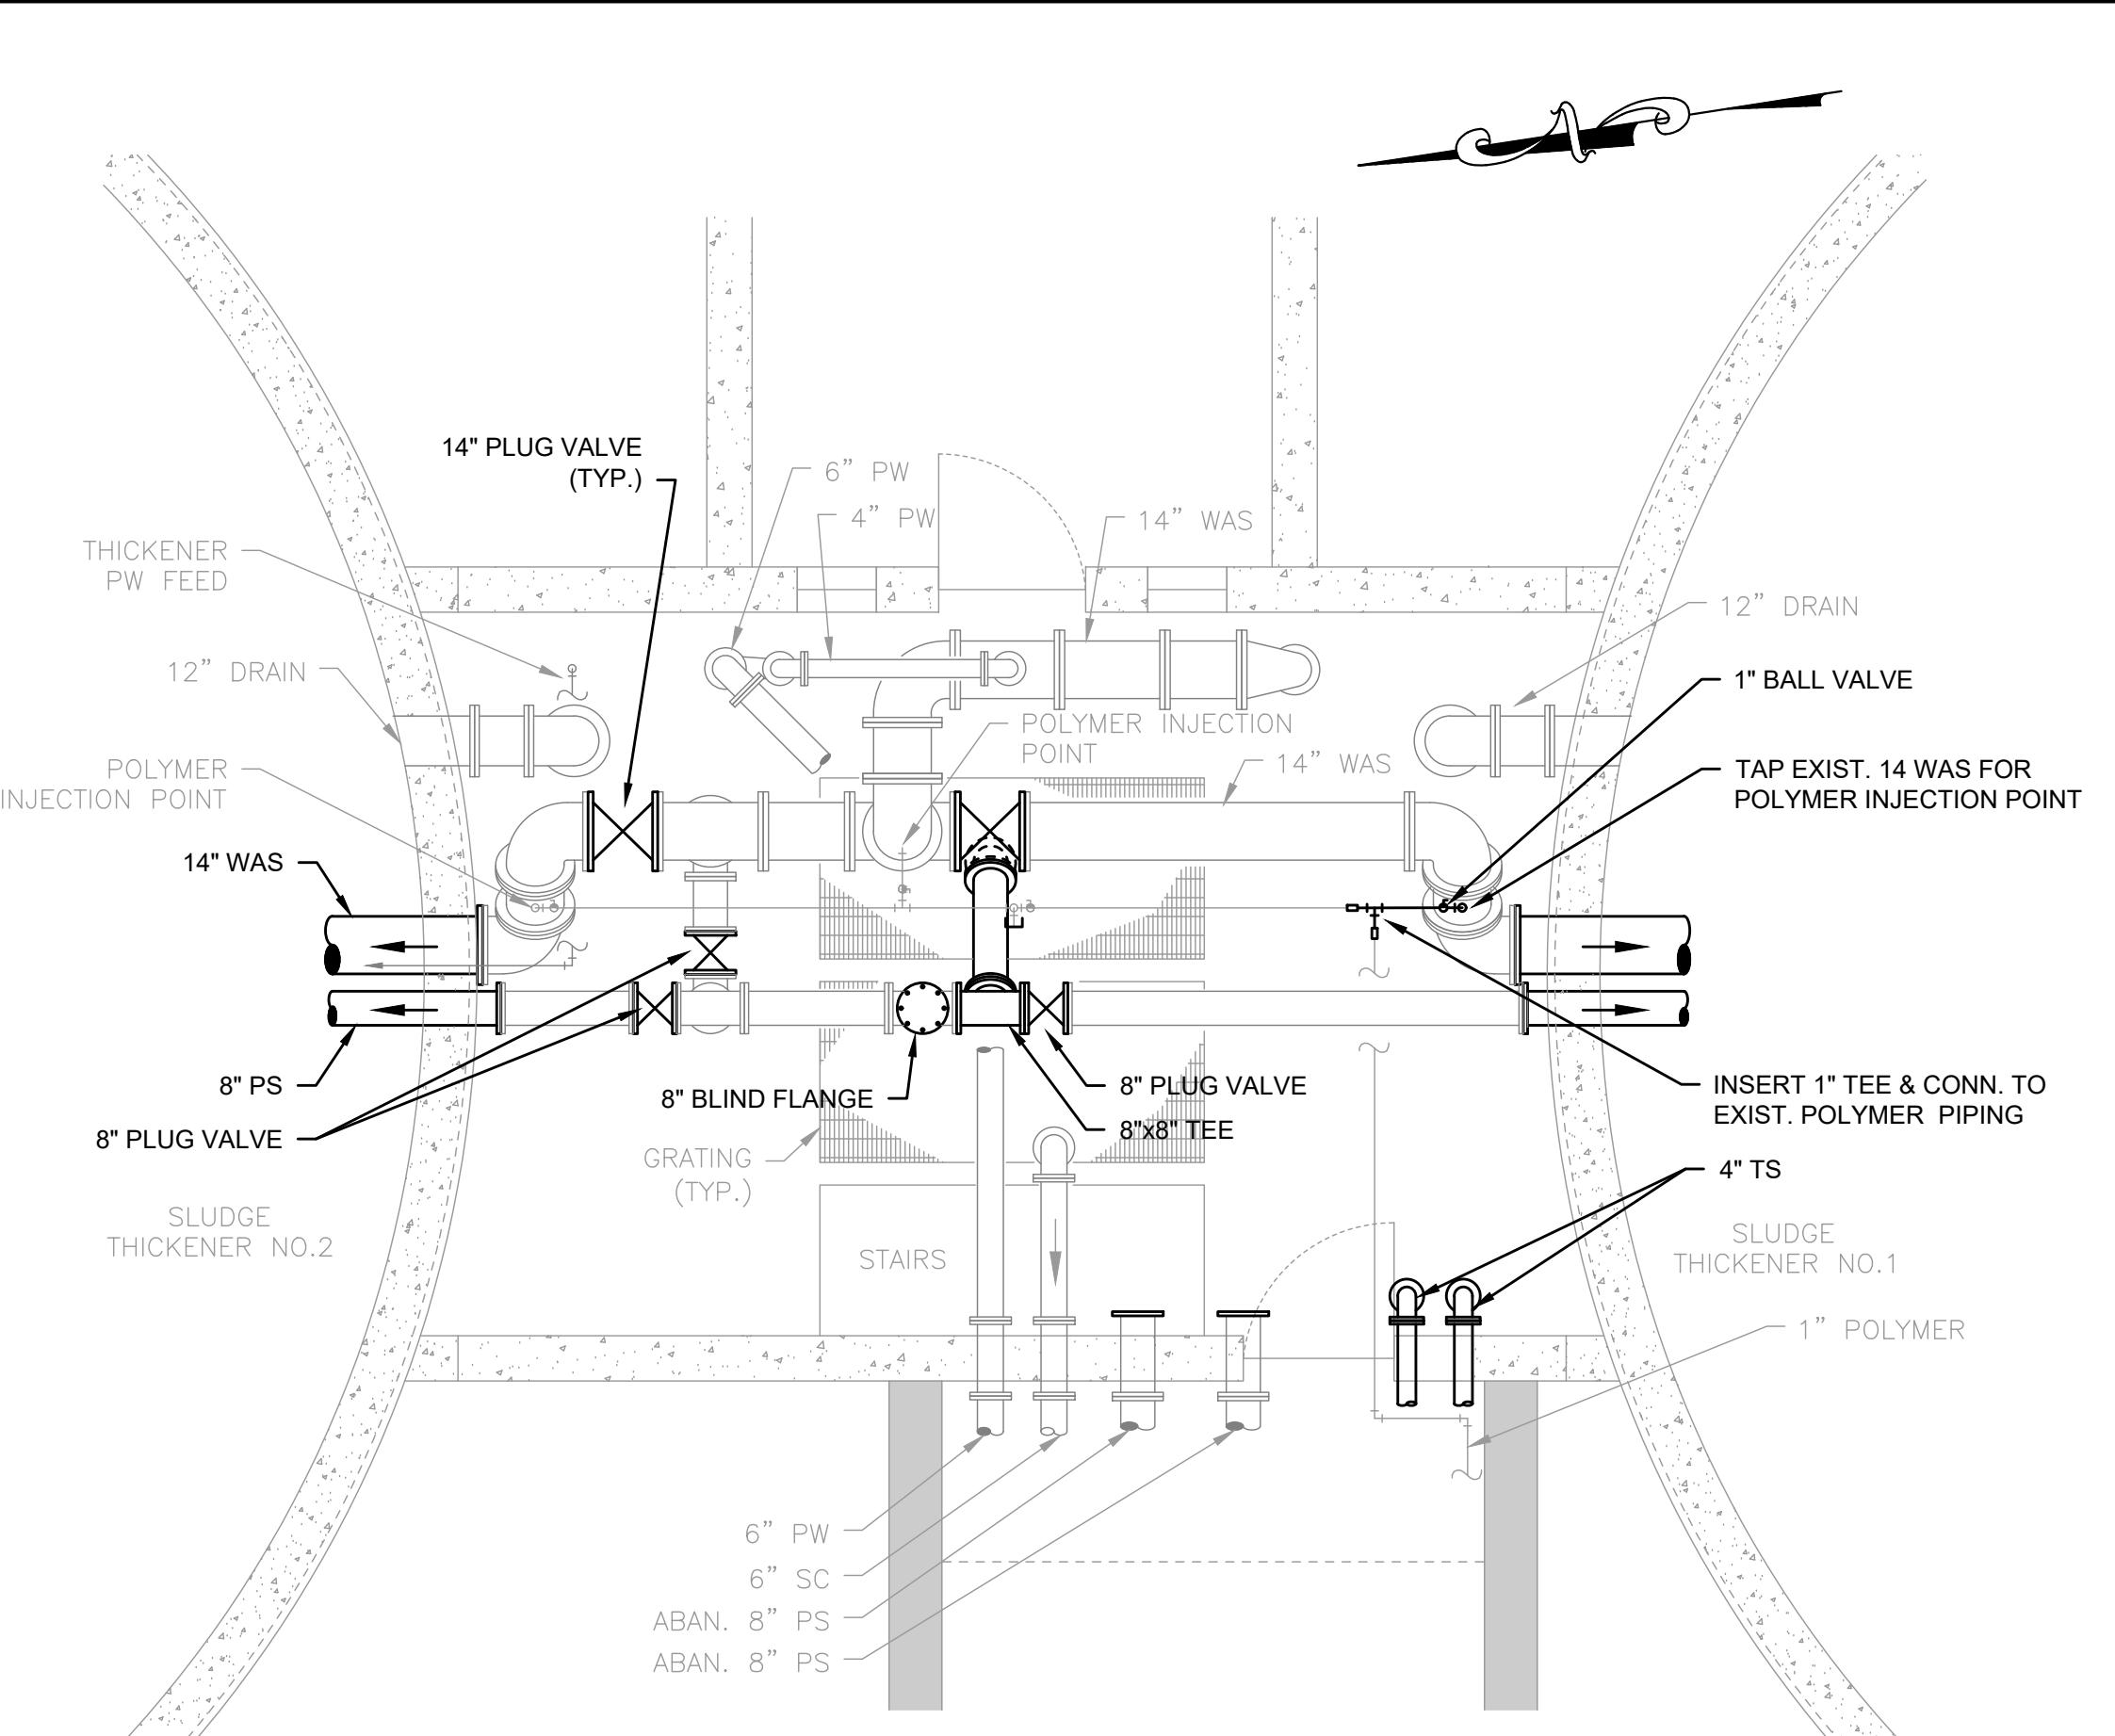 14" PLUG VALVE
(TYP.)
6” PW
4” PW
14” WAS
THICKENER
PW FEED
12” DRAIN
12” DRAIN
1" BALL VALVE
POLYMER INJECTION
POINT
14” WAS
POLYMER
INJECTION POINT
TAP EXIST. 14 WAS FOR
POLYMER INJECTION POINT
14" WAS
8" PS
8" BLIND FLANGE
8" PLUG VALVE
INSERT 1" TEE & CONN. TO
EXIST. POLYMER PIPING
8" PLUG VALVE
8"x8" TEE
GRATING
(TYP.)
4" TS
SLUDGE
THICKENER NO.2
STAIRS
SLUDGE
THICKENER NO.1
1” POLYMER
6” PW
6” SC
ABAN. 8” PS
ABAN. 8” PS